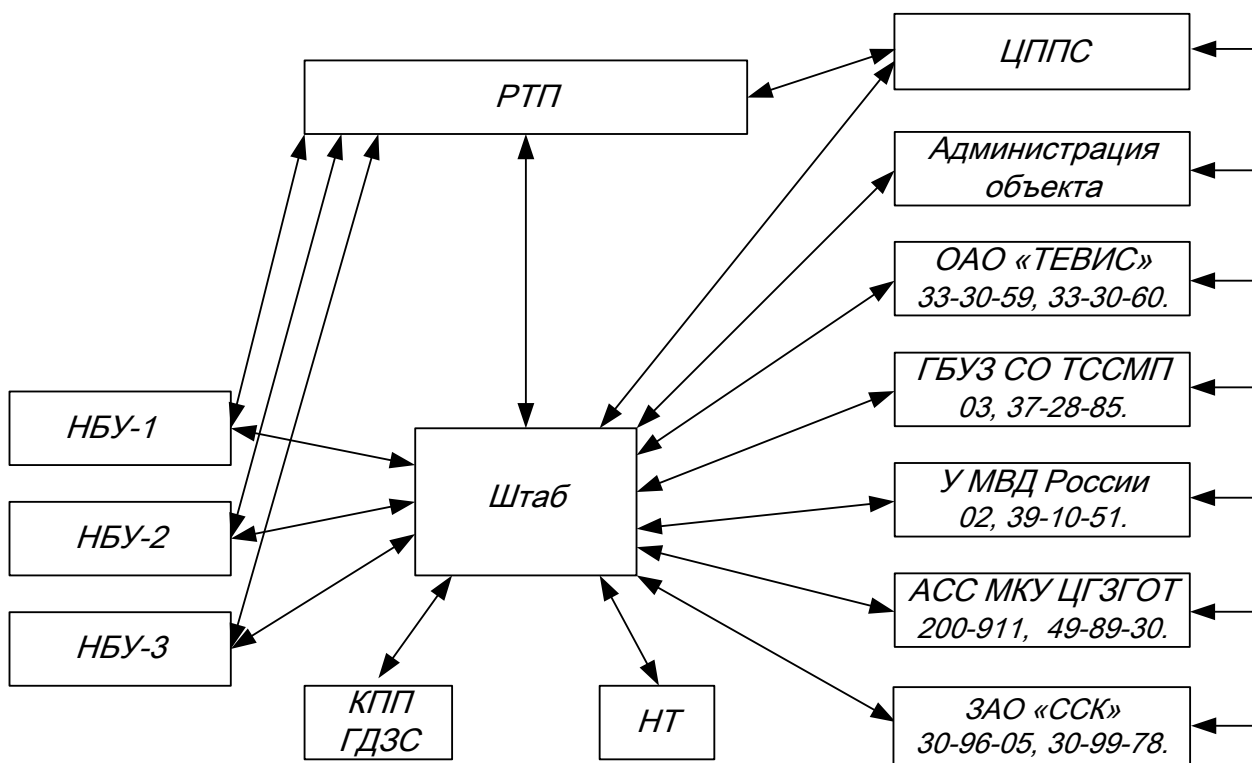 РТП
ЦППС
Администрация
объекта
ОАО «ТЕВИС»
33-30-59, 33-30-60.
ГБУЗ СО ТССМП
03, 37-28-85.
У МВД России
02, 39-10-51.
АСС МКУ ЦГЗГОТ
200-911, 49-89-30.
ЗАО «ССК»
30-96-05, 30-99-78.
НБУ-1
НБУ-2
НБУ-3
Штаб
КПП
ГДЗС
НТ